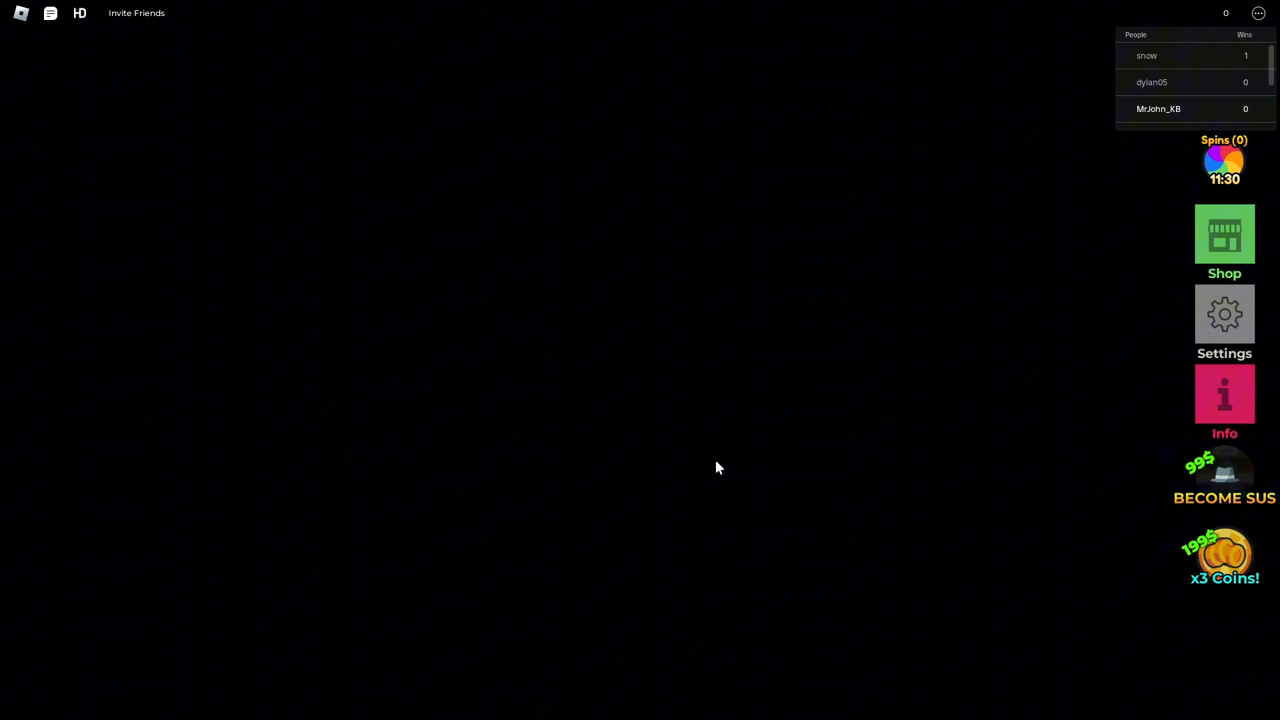 HD Invite Friends 0
People Wins
snow 1
dylan05 0
MrJohn_KB 0
Spins (0)
11:30
Shop
Settings
Info
99$
BECOME SUS
199$
x3 Coins!